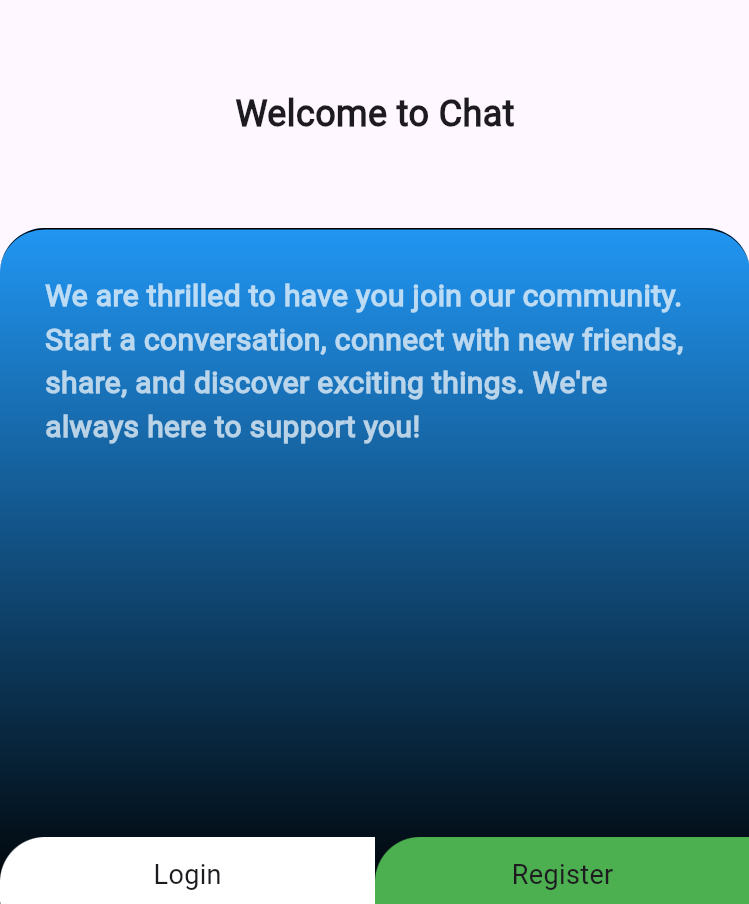 Welcome to Chat
We are thrilled to have you join our community.
Start a conversation, connect with new friends,
share, and discover exciting things. We're
always here to support you!
Login
Register